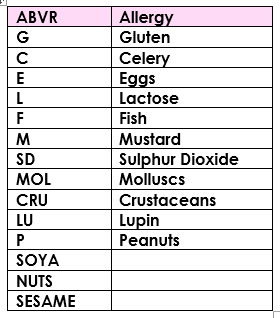 ABVR Allergy
G Gluten
C Celery
E Eggs
L Lactose
F Fish
M Mustard
SD Sulphur Dioxide
MOL Molluscs
CRU Crustaceans
LU Lupin
P Peanuts
SOYA
NUTS
SESAME